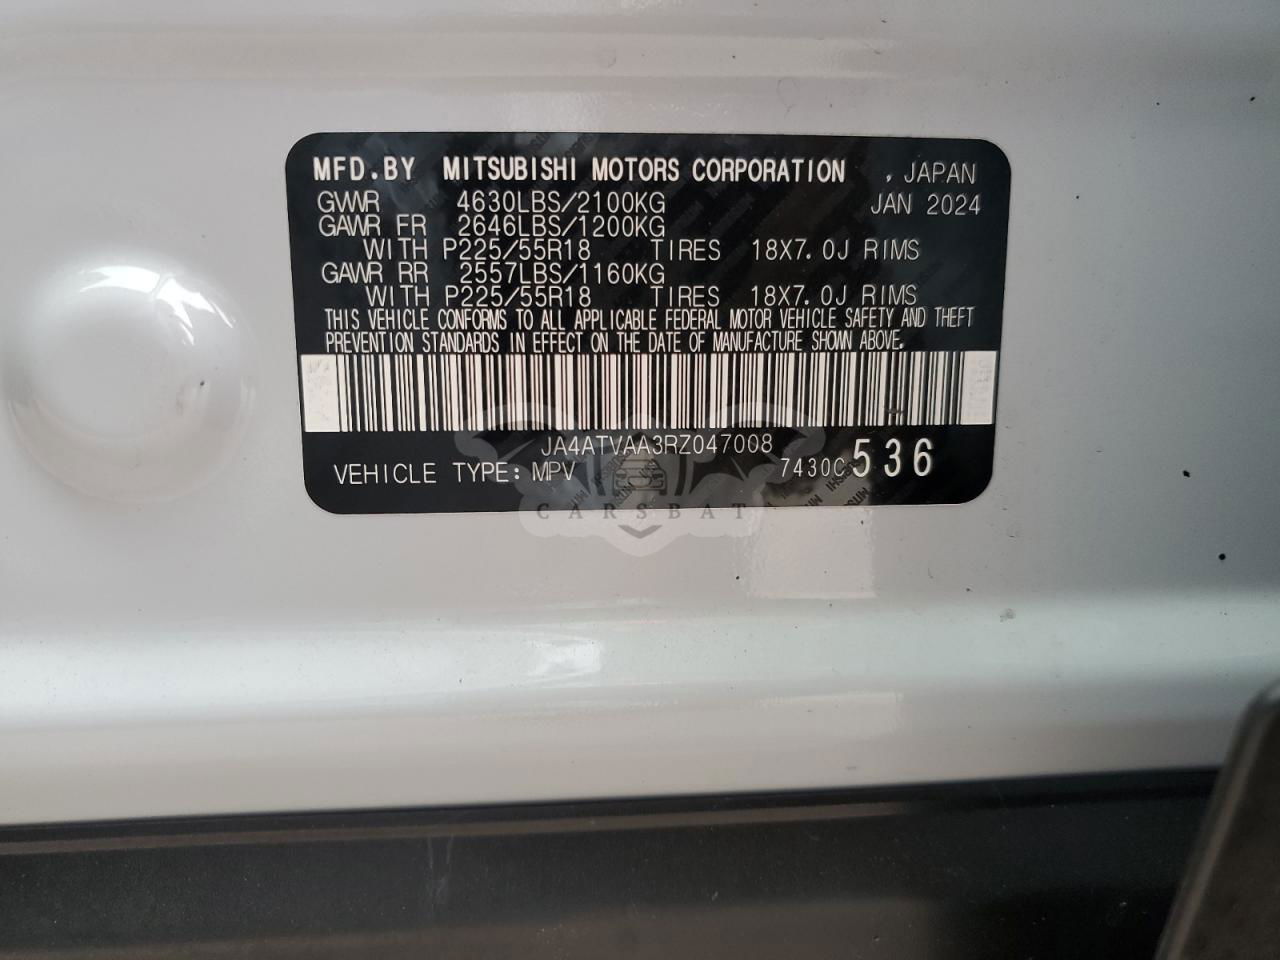 MFD.BY MITSUBISHI MOTORS CORPORATION , JAPAN
GVWR 4630LBS/2100KG JAN 2024
GAWR FR 2646LBS/1200KG
WITH P225/55R18 TIRES 18X7.0J RIMS
GAWR RR 2557LBS/1160KG
WITH P225/55R18 TIRES 18X7.0J RIMS
THIS VEHICLE CONFORMS TO ALL APPLICABLE FEDERAL MOTOR VEHICLE SAFETY AND THEFT
PREVENTION STANDARDS IN EFFECT ON THE DATE OF MANUFACTURE SHOWN ABOVE.
JA4ATVAA3RZ047008
VEHICLE TYPE: MPV 7430C 536
CARSBAT